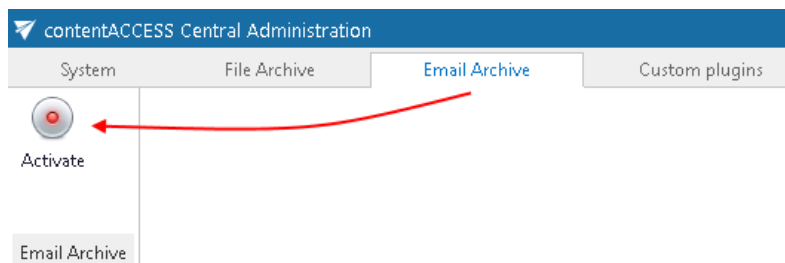 contentACCESS Central Administration
System File Archive Email Archive Custom plugins
Activate
Email Archive